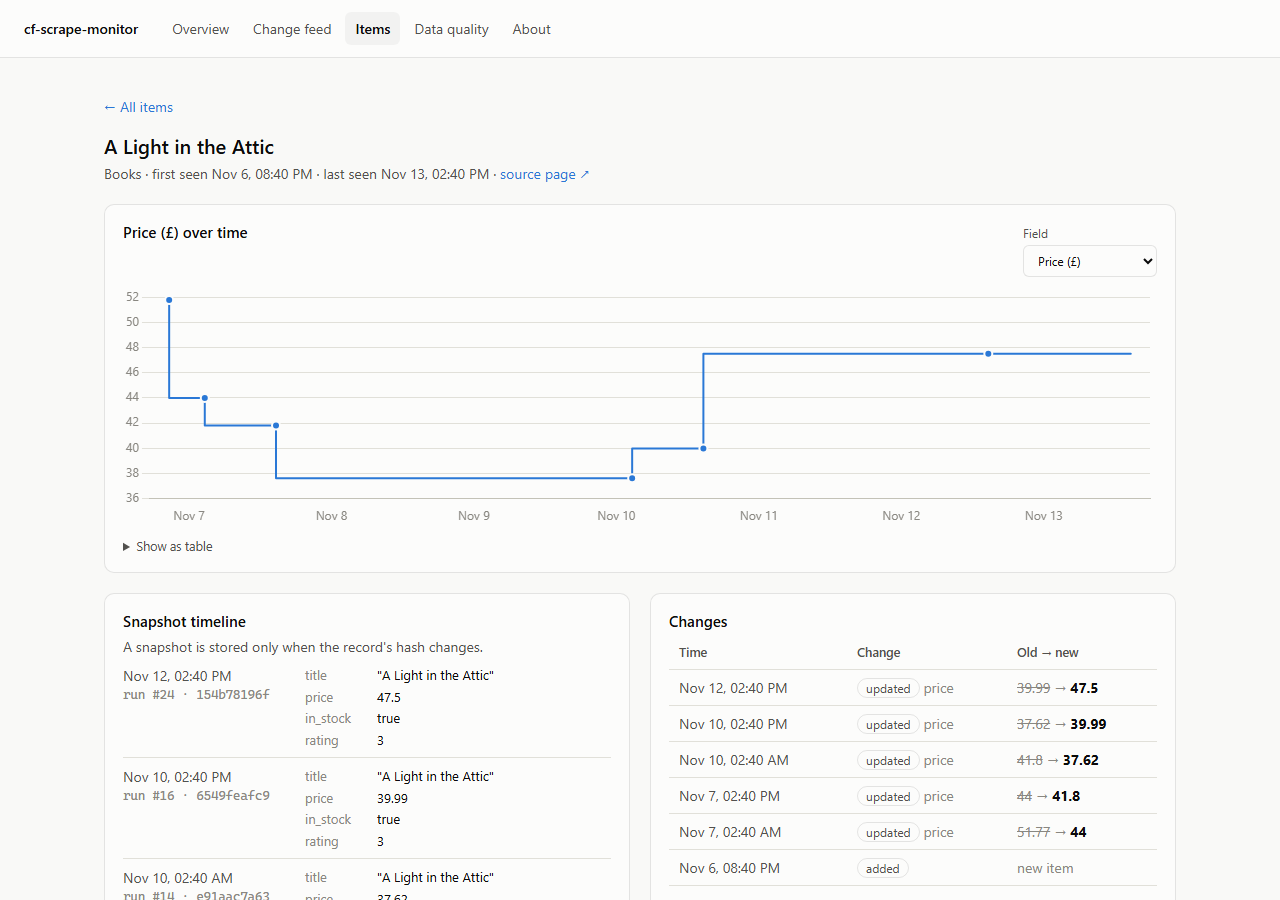 cf-scrape-monitor Overview Change feed Items Data quality About
← All items
A Light in the Attic
Books · first seen Nov 6, 08:40 PM · last seen Nov 13, 02:40 PM · source page ↗
Price (£) over time
Field
Price (£)
52
50
48
46
44
42
40
38
36
Nov 7 Nov 8 Nov 9 Nov 10 Nov 11 Nov 12 Nov 13
▶ Show as table
Snapshot timeline
A snapshot is stored only when the record's hash changes.
Nov 12, 02:40 PM title "A Light in the Attic"
run #24 · 154b78196f price 47.5
in_stock true
rating 3
Nov 10, 02:40 PM title "A Light in the Attic"
run #16 · 6549feafc9 price 39.99
in_stock true
rating 3
Nov 10, 02:40 AM title "A Light in the Attic"
run #14 · e91aac7a63 price 37.62
Changes
Time Change Old → new
Nov 12, 02:40 PM updated price 39.99 → 47.5
Nov 10, 02:40 PM updated price 37.62 → 39.99
Nov 10, 02:40 AM updated price 41.8 → 37.62
Nov 7, 02:40 PM updated price 44 → 41.8
Nov 7, 02:40 AM updated price 51.77 → 44
Nov 6, 08:40 PM added new item